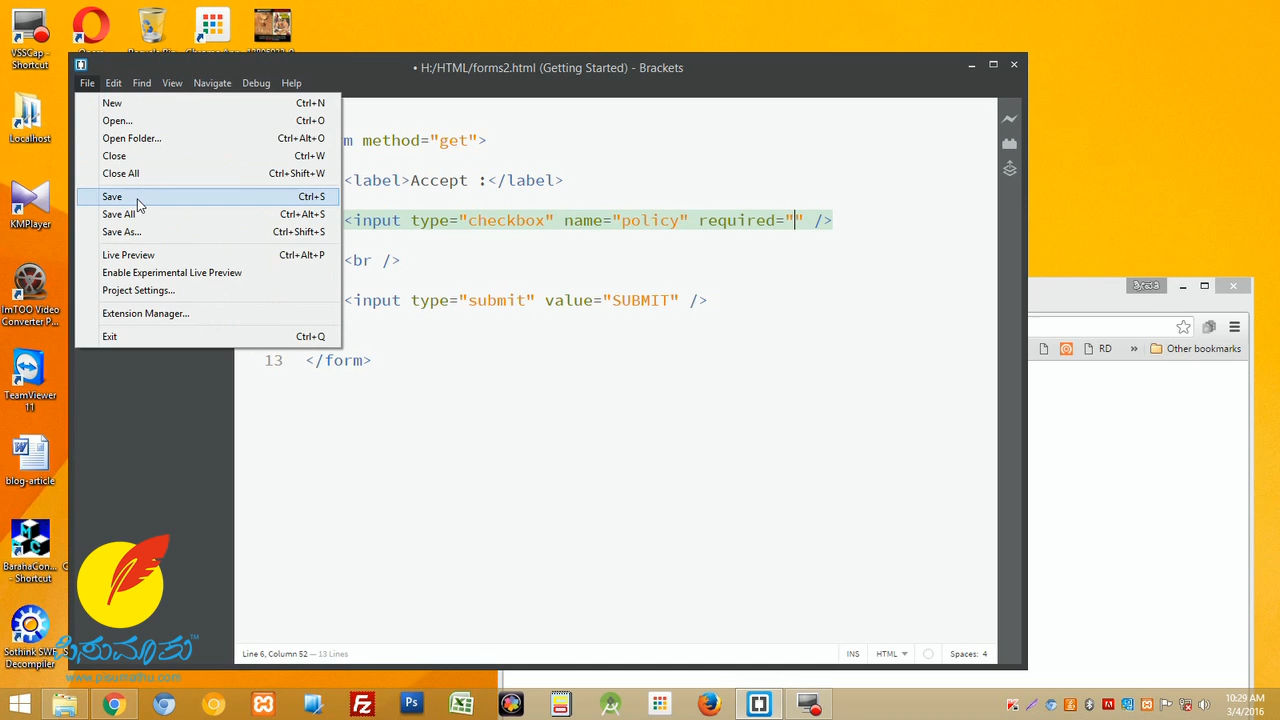 VSSCap - Shortcut
Localhost
KMPlayer
ImTOO Video Converter P...
TeamViewer 11
blog-article
BarahaCon... - Shortcut
Sothink SWF Decompiler
• H:/HTML/forms2.html (Getting Started) - Brackets
File Edit Find View Navigate Debug Help
New Ctrl+N
Open... Ctrl+O
Open Folder... Ctrl+Alt+O
Close Ctrl+W
Close All Ctrl+Shift+W
Save Ctrl+S
Save All Ctrl+Alt+S
Save As... Ctrl+Shift+S
Live Preview Ctrl+Alt+P
Enable Experimental Live Preview
Project Settings...
Extension Manager...
Exit Ctrl+Q
m method="get">
<label>Accept :</label>
<input type="checkbox" name="policy" required="" />
<br />
<input type="submit" value="SUBMIT" />
13 </form>
Line 6, Column 52 — 13 Lines
INS HTML Spaces: 4
ಶ್ರೀಪತಿ
RD » Other bookmarks
ಪಿಸುಮಾತು™
www.pisumathu.com
10:29 AM
3/4/2016